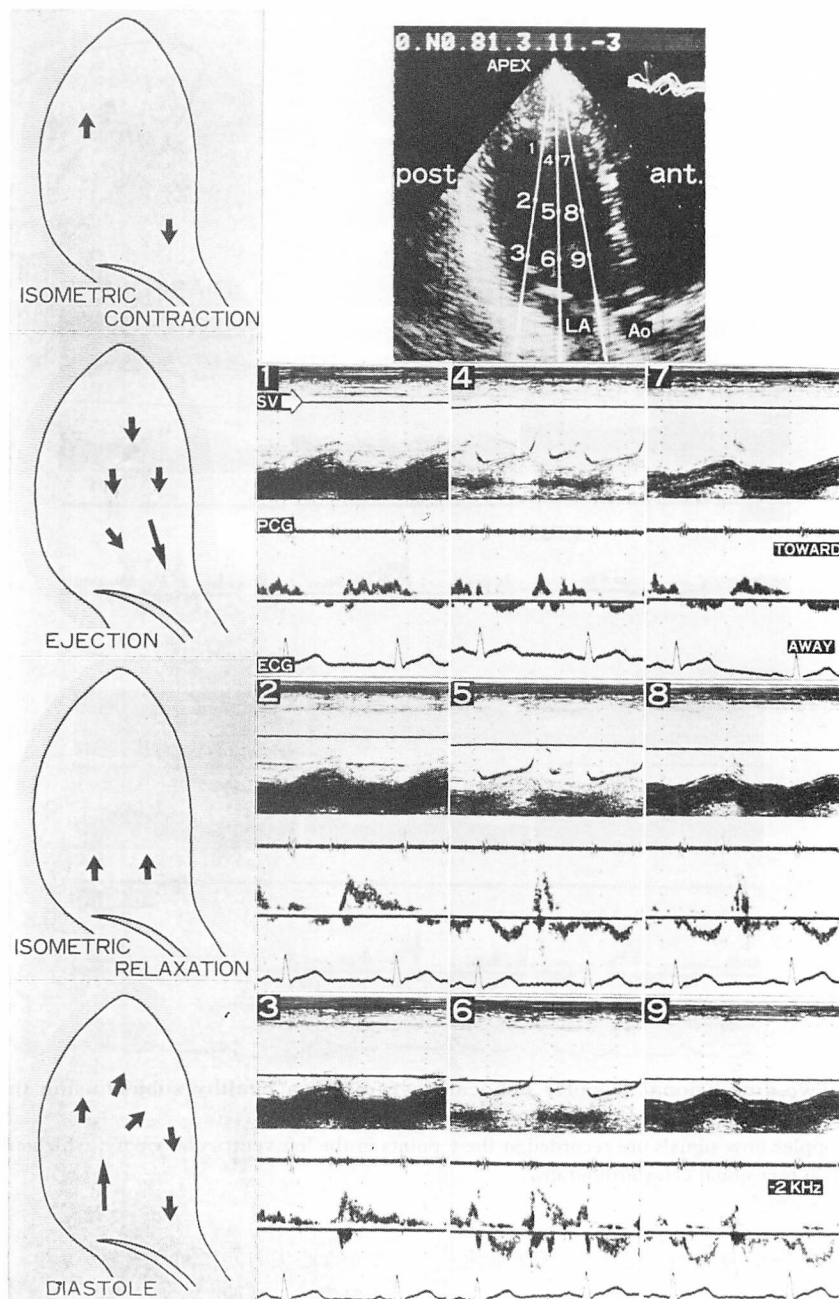 0.N0.81.3.11.-3
APEX
1
4
7
post.
ant.
2
5
8
3
6
9
LA
Ao
ISOMETRIC
CONTRACTION
EJECTION
ISOMETRIC
RELAXATION
DIASTOLE
1
4
7
SV
PCG
TOWARD
ECG
AWAY
2
5
8
3
6
9
-2 KHz